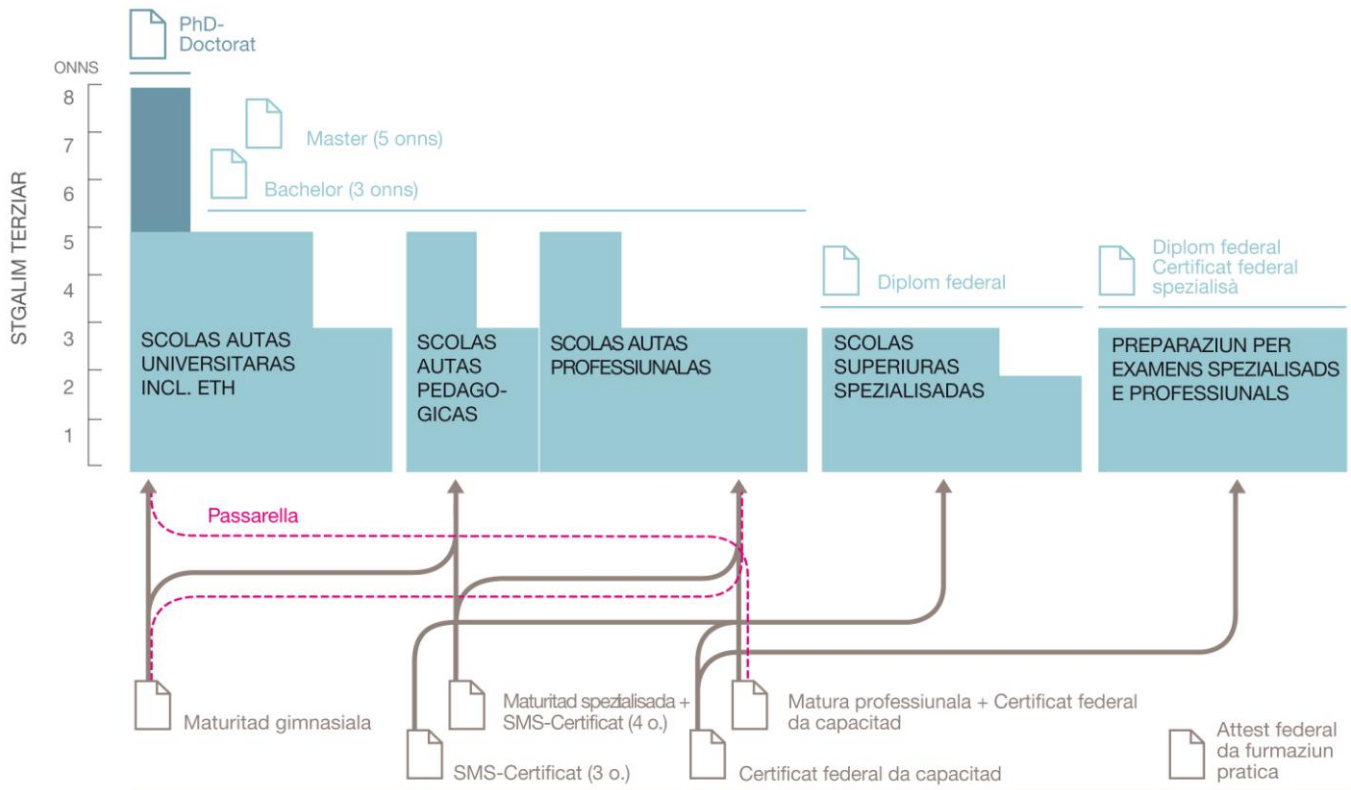 PhD-
Doctorat
ONNS
8
7
6
5
4
3
2
1
STGALIM TERZIAR
Master (5 onns)
Bachelor (3 onns)
Diplom federal
Diplom federal
Certificat federal
spezialisà
SCOLAS AUTAS
UNIVERSITARAS
INCL. ETH
SCOLAS
AUTAS
PEDAGO-
GICAS
SCOLAS AUTAS
PROFESSIUNALAS
SCOLAS
SUPERIURAS
SPEZIALISADAS
PREPARAZIUN PER
EXAMENS SPEZIALISADS
E PROFESSIUNALS
Passarella
Maturitad gimnasiala
Maturitad spezialisada +
SMS-Certificat (4 o.)
Matura professiunala + Certificat federal
da capacitad
SMS-Certificat (3 o.)
Certificat federal da capacitad
Attest federal
da furmaziun
pratica